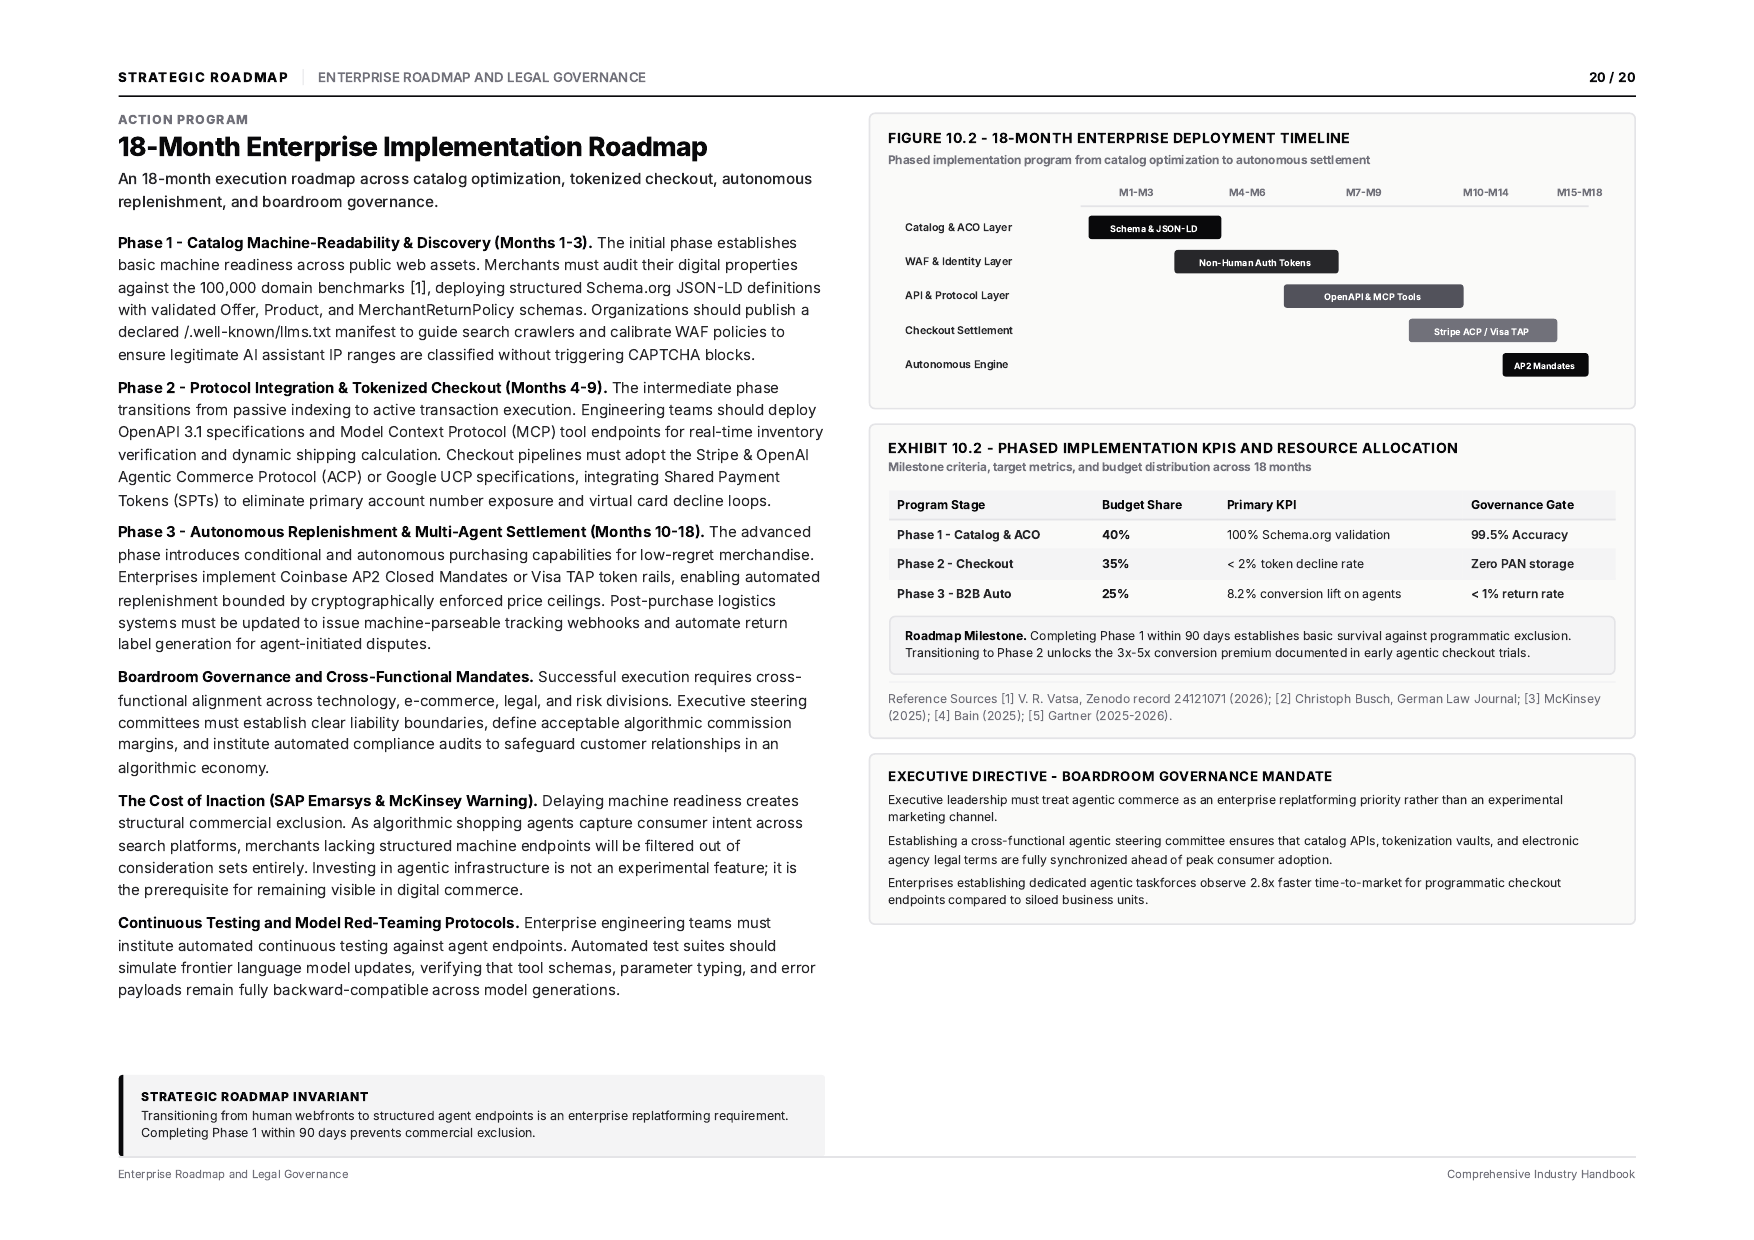 STRATEGIC ROADMAP ENTERPRISE ROADMAP AND LEGAL GOVERNANCE 20 / 20
ACTION PROGRAM
18-Month Enterprise Implementation Roadmap
An 18-month execution roadmap across catalog optimization, tokenized checkout, autonomous
replenishment, and boardroom governance.
Phase 1 - Catalog Machine-Readability & Discovery (Months 1-3). The initial phase establishes
basic machine readiness across public web assets. Merchants must audit their digital properties
against the 100,000 domain benchmarks [1], deploying structured Schema.org JSON-LD definitions
with validated Offer, Product, and MerchantReturnPolicy schemas. Organizations should publish a
declared /.well-known/llms.txt manifest to guide search crawlers and calibrate WAF policies to
ensure legitimate AI assistant IP ranges are classified without triggering CAPTCHA blocks.
Phase 2 - Protocol Integration & Tokenized Checkout (Months 4-9). The intermediate phase
transitions from passive indexing to active transaction execution. Engineering teams should deploy
OpenAPI 3.1 specifications and Model Context Protocol (MCP) tool endpoints for real-time inventory
verification and dynamic shipping calculation. Checkout pipelines must adopt the Stripe & OpenAI
Agentic Commerce Protocol (ACP) or Google UCP specifications, integrating Shared Payment
Tokens (SPTs) to eliminate primary account number exposure and virtual card decline loops.
Phase 3 - Autonomous Replenishment & Multi-Agent Settlement (Months 10-18). The advanced
phase introduces conditional and autonomous purchasing capabilities for low-regret merchandise.
Enterprises implement Coinbase AP2 Closed Mandates or Visa TAP token rails, enabling automated
replenishment bounded by cryptographically enforced price ceilings. Post-purchase logistics
systems must be updated to issue machine-parseable tracking webhooks and automate return
label generation for agent-initiated disputes.
Boardroom Governance and Cross-Functional Mandates. Successful execution requires cross-
functional alignment across technology, e-commerce, legal, and risk divisions. Executive steering
committees must establish clear liability boundaries, define acceptable algorithmic commission
margins, and institute automated compliance audits to safeguard customer relationships in an
algorithmic economy.
The Cost of Inaction (SAP Emarsys & McKinsey Warning). Delaying machine readiness creates
structural commercial exclusion. As algorithmic shopping agents capture consumer intent across
search platforms, merchants lacking structured machine endpoints will be filtered out of
consideration sets entirely. Investing in agentic infrastructure is not an experimental feature; it is
the prerequisite for remaining visible in digital commerce.
Continuous Testing and Model Red-Teaming Protocols. Enterprise engineering teams must
institute automated continuous testing against agent endpoints. Automated test suites should
simulate frontier language model updates, verifying that tool schemas, parameter typing, and error
payloads remain fully backward-compatible across model generations.
STRATEGIC ROADMAP INVARIANT
Transitioning from human webfronts to structured agent endpoints is an enterprise replatforming requirement.
Completing Phase 1 within 90 days prevents commercial exclusion.
FIGURE 10.2 - 18-MONTH ENTERPRISE DEPLOYMENT TIMELINE
Phased implementation program from catalog optimization to autonomous settlement
M1-M3 M4-M6 M7-M9 M10-M14 M15-M18
Catalog & ACO Layer Schema & JSON-LD
WAF & Identity Layer Non-Human Auth Tokens
API & Protocol Layer OpenAPI & MCP Tools
Checkout Settlement Stripe ACP / Visa TAP
Autonomous Engine AP2 Mandates
EXHIBIT 10.2 - PHASED IMPLEMENTATION KPIS AND RESOURCE ALLOCATION
Milestone criteria, target metrics, and budget distribution across 18 months
Program Stage Budget Share Primary KPI Governance Gate
Phase 1 - Catalog & ACO 40% 100% Schema.org validation 99.5% Accuracy
Phase 2 - Checkout 35% < 2% token decline rate Zero PAN storage
Phase 3 - B2B Auto 25% 8.2% conversion lift on agents < 1% return rate
Roadmap Milestone. Completing Phase 1 within 90 days establishes basic survival against programmatic exclusion.
Transitioning to Phase 2 unlocks the 3x-5x conversion premium documented in early agentic checkout trials.
Reference Sources [1] V. R. Vatsa, Zenodo record 24121071 (2026); [2] Christoph Busch, German Law Journal; [3] McKinsey
(2025); [4] Bain (2025); [5] Gartner (2025-2026).
EXECUTIVE DIRECTIVE - BOARDROOM GOVERNANCE MANDATE
Executive leadership must treat agentic commerce as an enterprise replatforming priority rather than an experimental
marketing channel.
Establishing a cross-functional agentic steering committee ensures that catalog APIs, tokenization vaults, and electronic
agency legal terms are fully synchronized ahead of peak consumer adoption.
Enterprises establishing dedicated agentic taskforces observe 2.8x faster time-to-market for programmatic checkout
endpoints compared to siloed business units.
Enterprise Roadmap and Legal Governance Comprehensive Industry Handbook